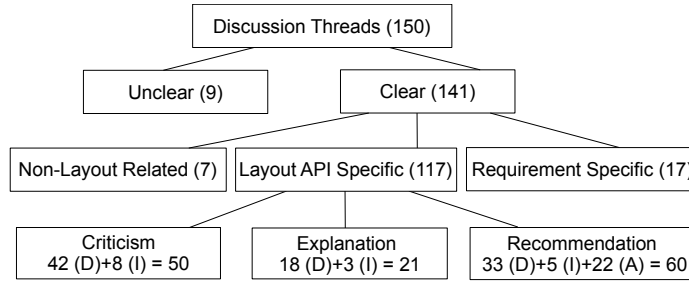 Discussion Threads (150)
Unclear (9)
Clear (141)
Non-Layout Related (7)
Layout API Specific (117)
Requirement Specific (17)
Criticism
42 (D)+8 (I) = 50
Explanation
18 (D)+3 (I) = 21
Recommendation
33 (D)+5 (I)+22 (A) = 60